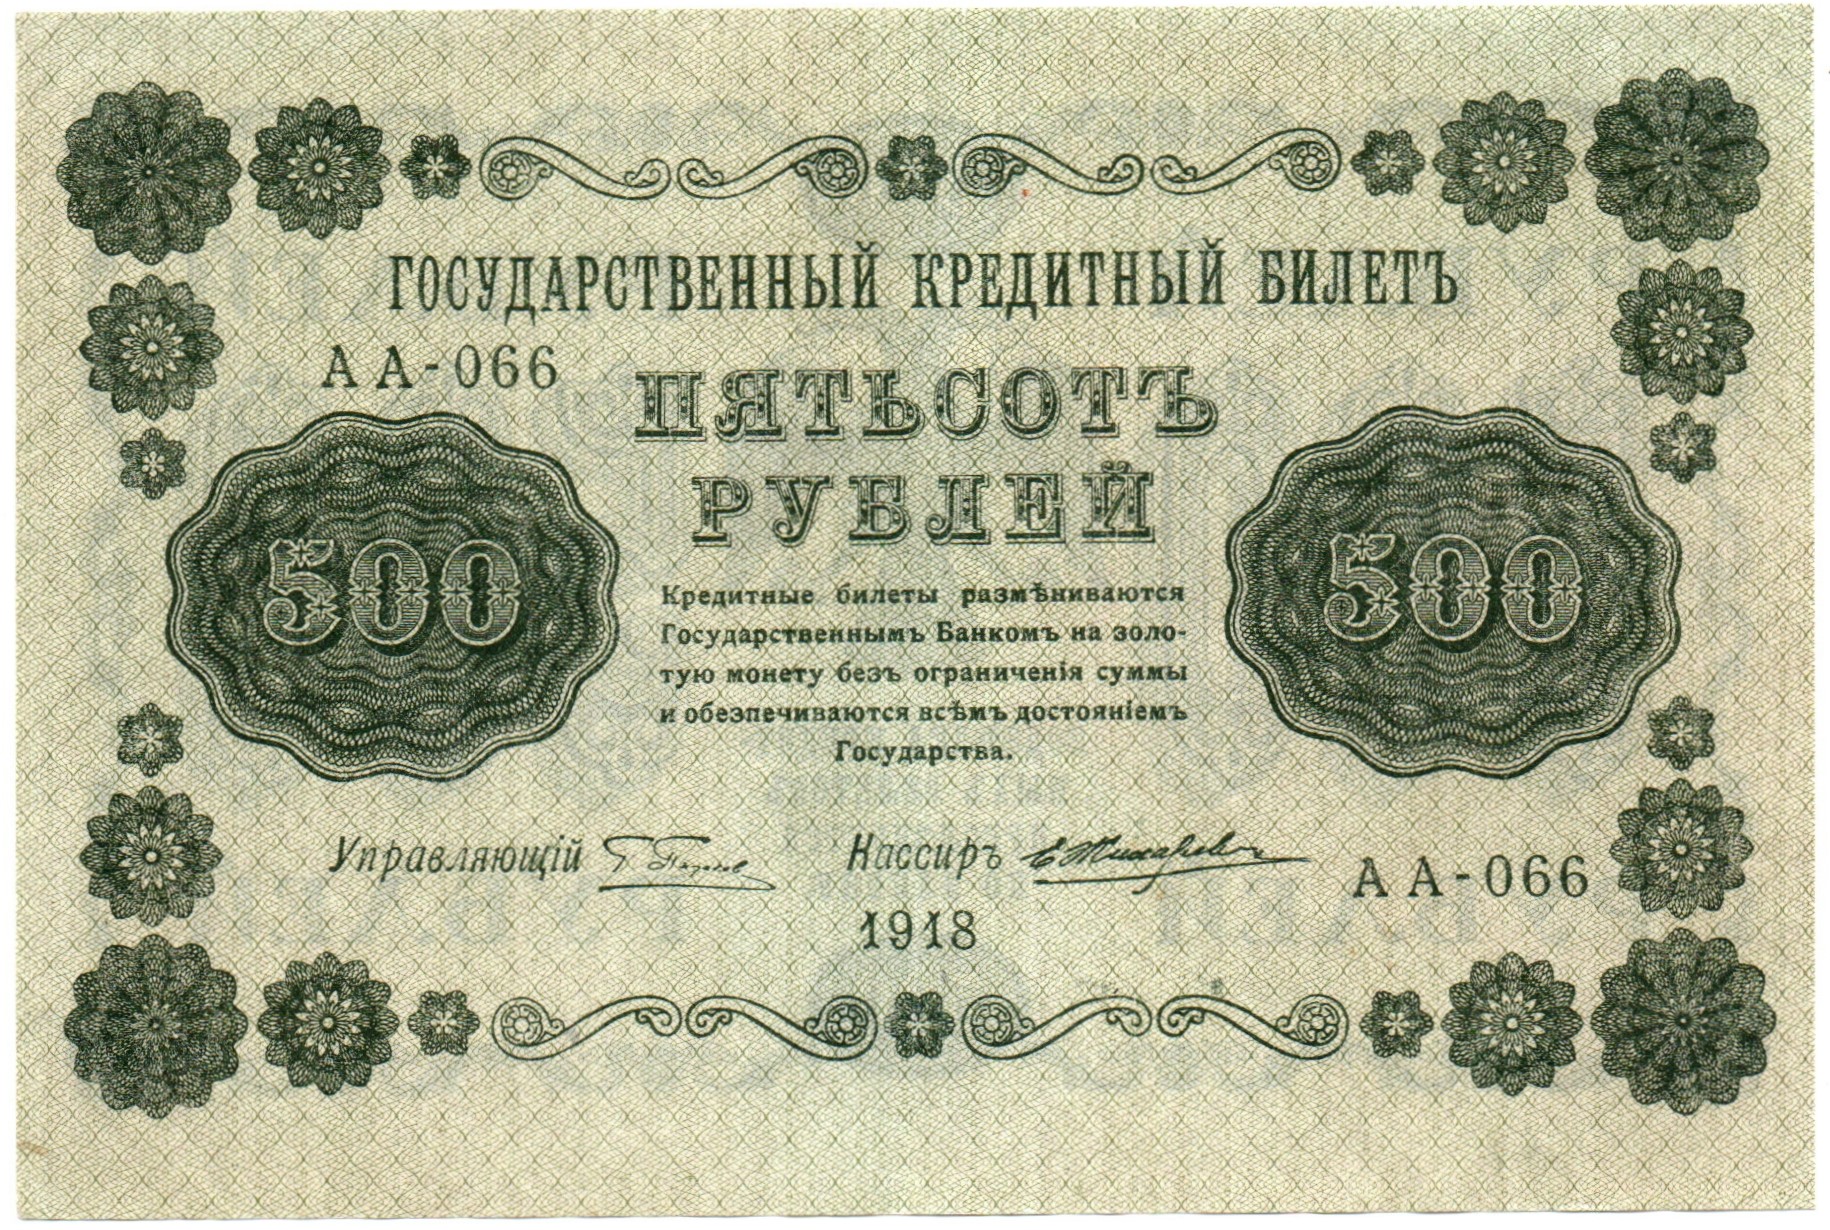 ГОСУДАРСТВЕННЫЙ КРЕДИТНЫЙ БИЛЕТЪ
АА-066
ПЯТЬСОТЪ
РУБЛЕЙ
500
500
Кредитные билеты размѣниваются
Государственнымъ Банкомъ на золо-
тую монету безъ ограниченія суммы
и обезпечиваются всѣмъ достояніемъ
Государства.
Управляющій
Кассиръ
АА-066
1918